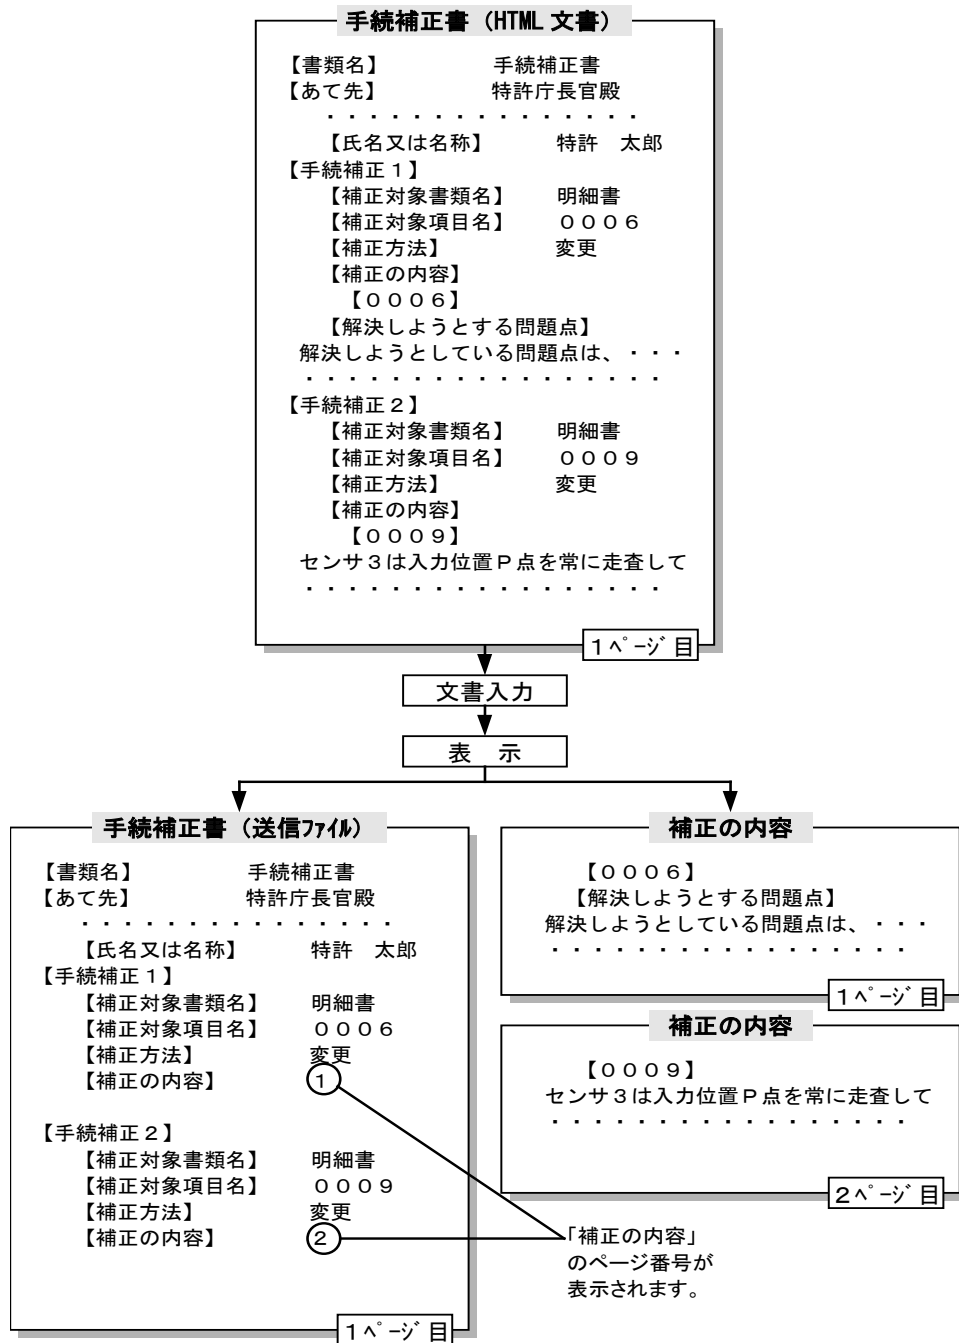 手続補正書（HTML 文書）
【書類名】　　　　　手続補正書
【あて先】　　　　　特許庁長官殿
・・・・・・・・・・・・・・・
【氏名又は名称】　　　特許　太郎
【手続補正１】
【補正対象書類名】　　明細書
【補正対象項目名】　　０００６
【補正方法】　　　　　変更
【補正の内容】
【０００６】
【解決しようとする問題点】
解決しようとしている問題点は、・・・
・・・・・・・・・・・・・・・・・
【手続補正２】
【補正対象書類名】　　明細書
【補正対象項目名】　　０００９
【補正方法】　　　　　変更
【補正の内容】
【０００９】
センサ３は入力位置Ｐ点を常に走査して
・・・・・・・・・・・・・・・・・
１ﾍﾟｰｼﾞ目
文書入力
表　示
手続補正書（送信ﾌｧｲﾙ）
【書類名】　　　　　手続補正書
【あて先】　　　　　特許庁長官殿
・・・・・・・・・・・・・・・
【氏名又は名称】　　　特許　太郎
【手続補正１】
【補正対象書類名】　　明細書
【補正対象項目名】　　０００６
【補正方法】　　　　　変更
【補正の内容】　　　　①
【手続補正２】
【補正対象書類名】　　明細書
【補正対象項目名】　　０００９
【補正方法】　　　　　変更
【補正の内容】　　　　②
１ﾍﾟｰｼﾞ目
補正の内容
【０００６】
【解決しようとする問題点】
解決しようとしている問題点は、・・・
・・・・・・・・・・・・・・・・・
１ﾍﾟｰｼﾞ目
補正の内容
【０００９】
センサ３は入力位置Ｐ点を常に走査して
・・・・・・・・・・・・・・・・・
２ﾍﾟｰｼﾞ目
「補正の内容」
のページ番号が
表示されます。